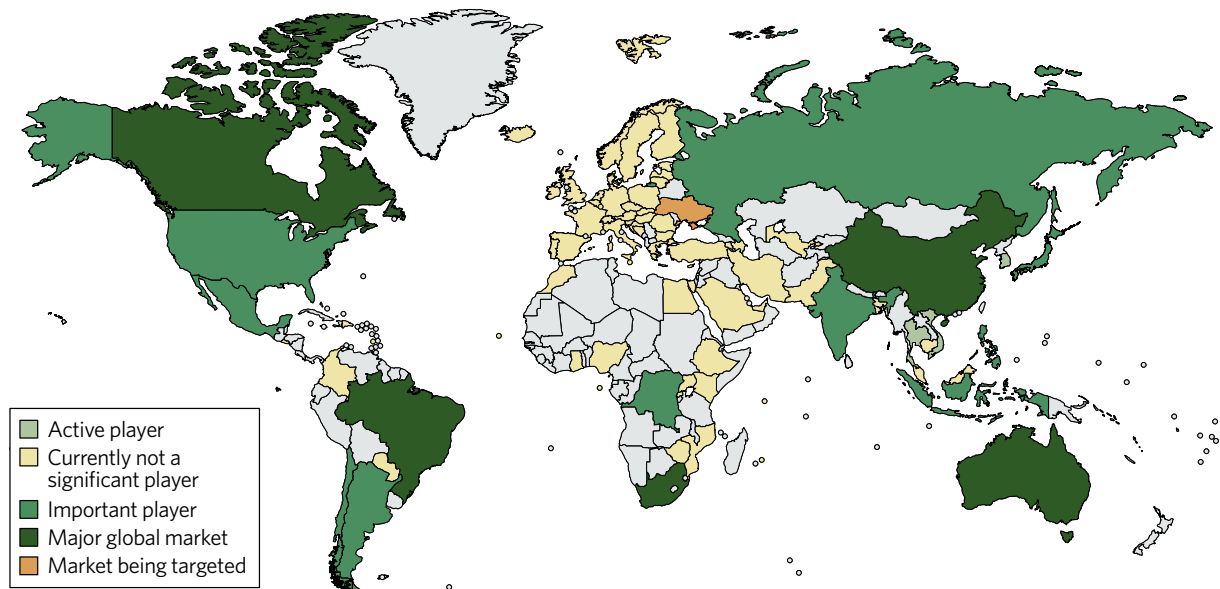 Active player
Currently not a
significant player
Important player
Major global market
Market being targeted